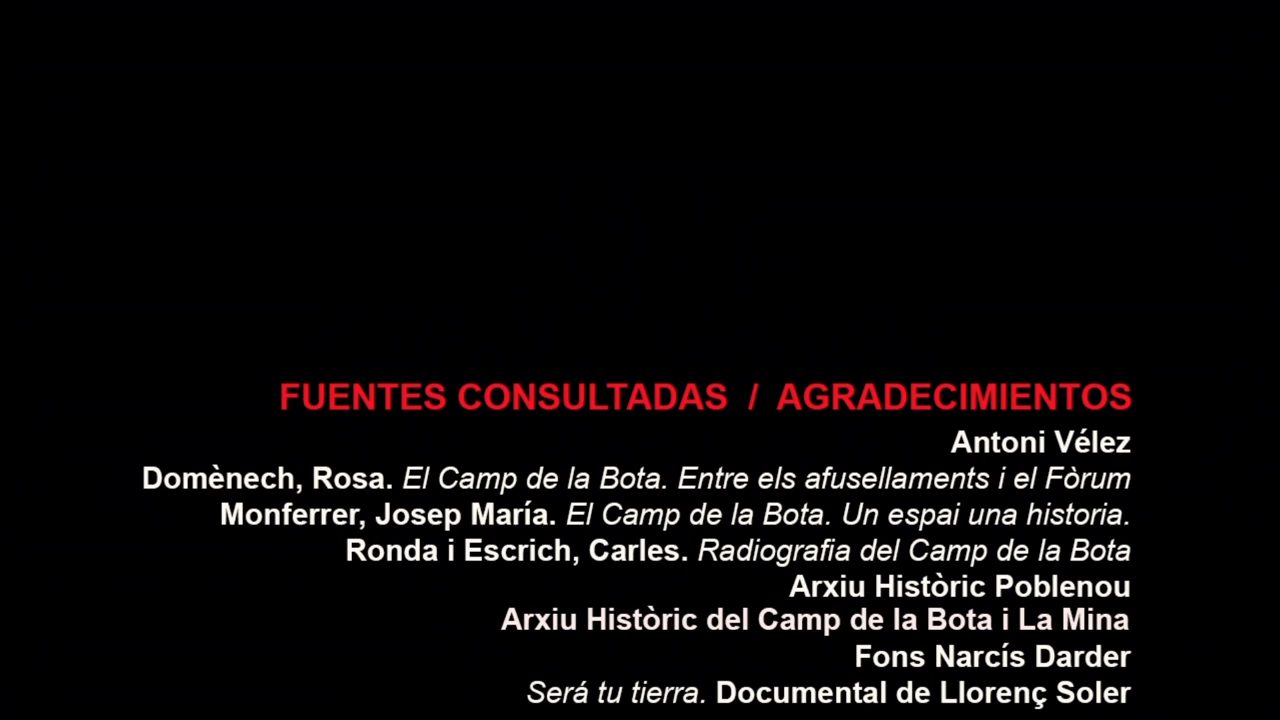 FUENTES CONSULTADAS / AGRADECIMIENTOS
Antoni Vélez
Domènech, Rosa. El Camp de la Bota. Entre els afusellaments i el Fòrum
Monferrer, Josep María. El Camp de la Bota. Un espai una historia.
Ronda i Escrich, Carles. Radiografia del Camp de la Bota
Arxiu Històric Poblenou
Arxiu Històric del Camp de la Bota i La Mina
Fons Narcís Darder
Será tu tierra. Documental de Llorenç Soler